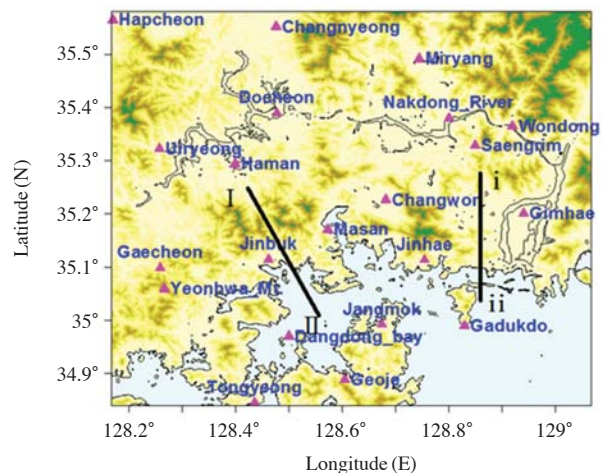 Hapcheon
Changnyeong
35.5°
Miryang
Docheon
Nakdong_River
35.4°
Wondong
Uiryeong
Saengrim
35.3°
Haman
i
I
Changwon
Gimhae
35.2°
Masan
Gaecheon
Jinbuk
Jinhae
35.1°
Yeonhwa_Mt.
ii
Jangmok
II
35°
Gadukdo
Dangdong_bay
34.9°
Geoje
Tongyeong
128.2
128.4
128.6
128.8
129°
Longitude (E)
Latitude (N)